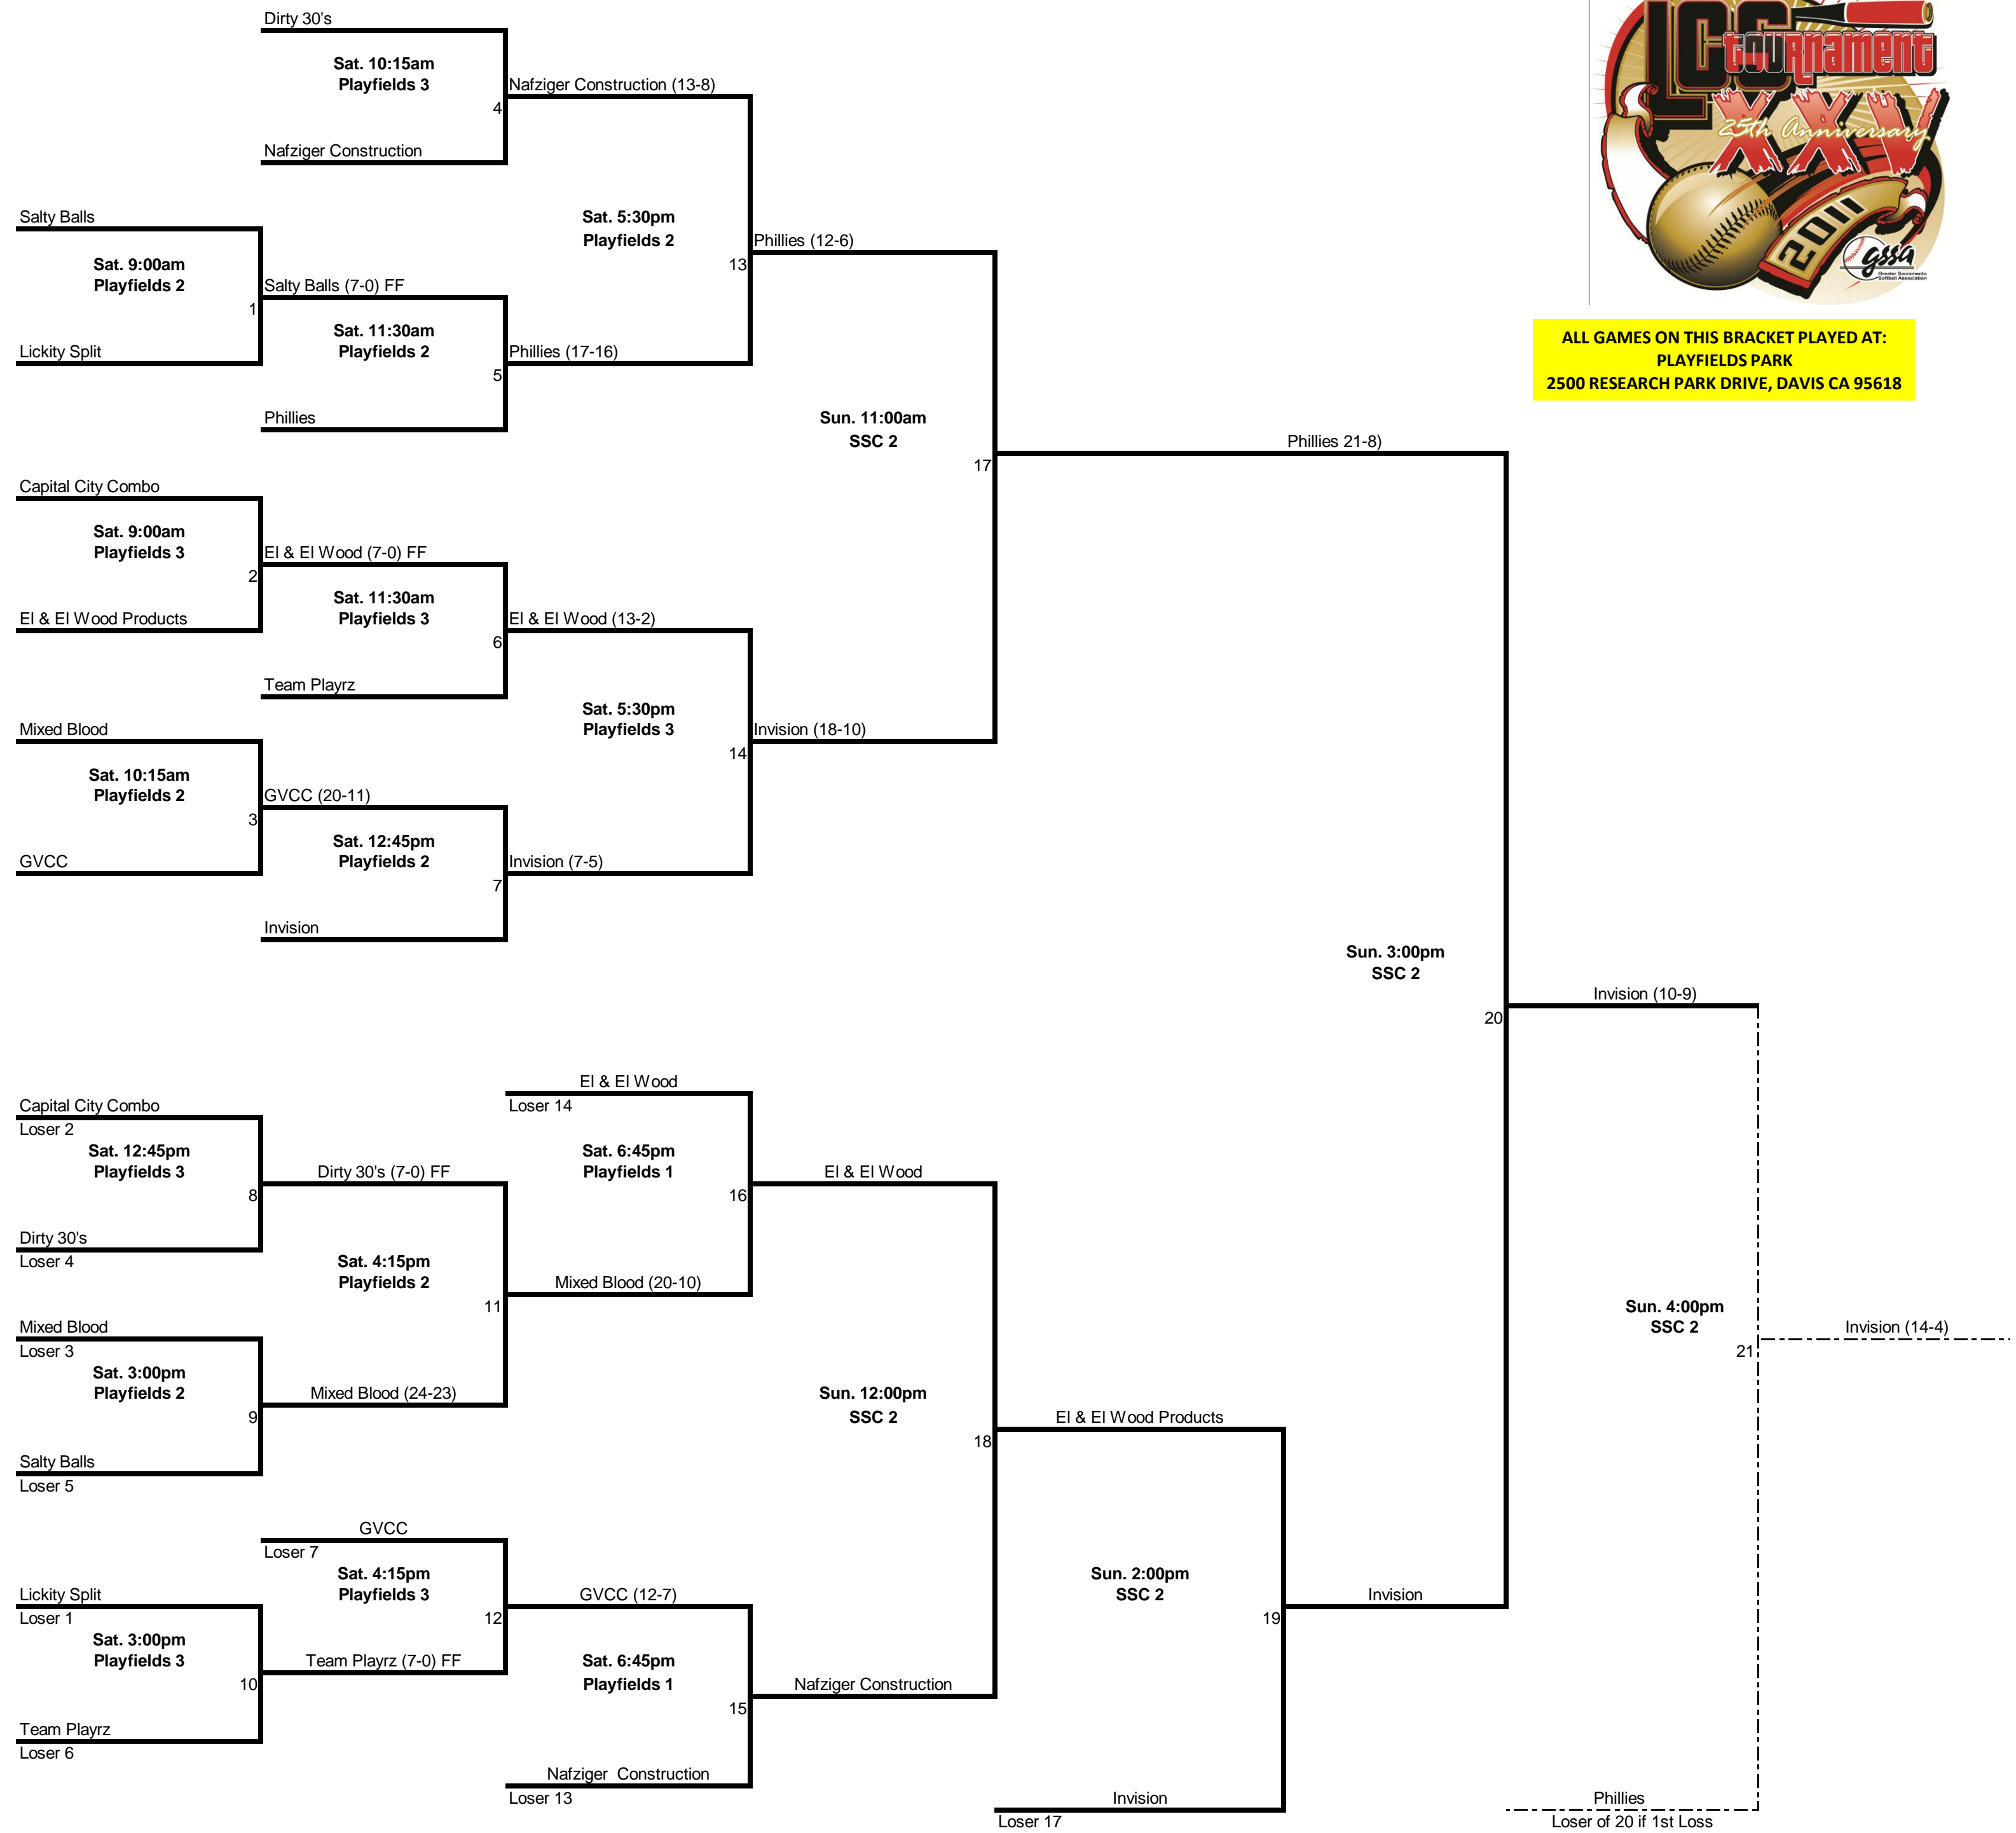 LCC
tournament
XXV
25th Anniversary
2011
gssa
Greater Sacramento
Softball Association
ALL GAMES ON THIS BRACKET PLAYED AT:
PLAYFIELDS PARK
2500 RESEARCH PARK DRIVE, DAVIS CA 95618
Dirty 30's
Sat. 10:15am
Playfields 3
4
Nafziger Construction (13-8)
Nafziger Construction
Salty Balls
Sat. 9:00am
Playfields 2
1
Salty Balls (7-0) FF
Lickity Split
Sat. 11:30am
Playfields 2
5
Phillies (17-16)
Phillies
Sat. 5:30pm
Playfields 2
13
Phillies (12-6)
Capital City Combo
Sat. 9:00am
Playfields 3
2
El & El Wood (7-0) FF
El & El Wood Products
Sat. 11:30am
Playfields 3
6
El & El Wood (13-2)
Team Playrz
Mixed Blood
Sat. 10:15am
Playfields 2
3
GVCC (20-11)
GVCC
Sat. 12:45pm
Playfields 2
7
Invision (7-5)
Invision
Sat. 5:30pm
Playfields 3
14
Invision (18-10)
Sun. 11:00am
SSC 2
17
Phillies 21-8)
Sun. 3:00pm
SSC 2
20
Invision (10-9)
Capital City Combo
Loser 2
Sat. 12:45pm
Playfields 3
8
Dirty 30's (7-0) FF
Dirty 30's
Loser 4
Mixed Blood
Loser 3
Sat. 3:00pm
Playfields 2
9
Mixed Blood (24-23)
Salty Balls
Loser 5
Sat. 4:15pm
Playfields 2
11
Mixed Blood (20-10)
El & El Wood
Loser 14
Sat. 6:45pm
Playfields 1
16
El & El Wood
GVCC
Loser 7
Sat. 4:15pm
Playfields 3
12
GVCC (12-7)
Lickity Split
Loser 1
Sat. 3:00pm
Playfields 3
10
Team Playrz (7-0) FF
Team Playrz
Loser 6
Sat. 6:45pm
Playfields 1
15
Nafziger Construction
Nafziger  Construction
Loser 13
Sun. 12:00pm
SSC 2
18
El & El Wood Products
Sun. 2:00pm
SSC 2
19
Invision
Invision
Loser 17
Sun. 4:00pm
SSC 2
21
Invision (14-4)
Phillies
Loser of 20 if 1st Loss